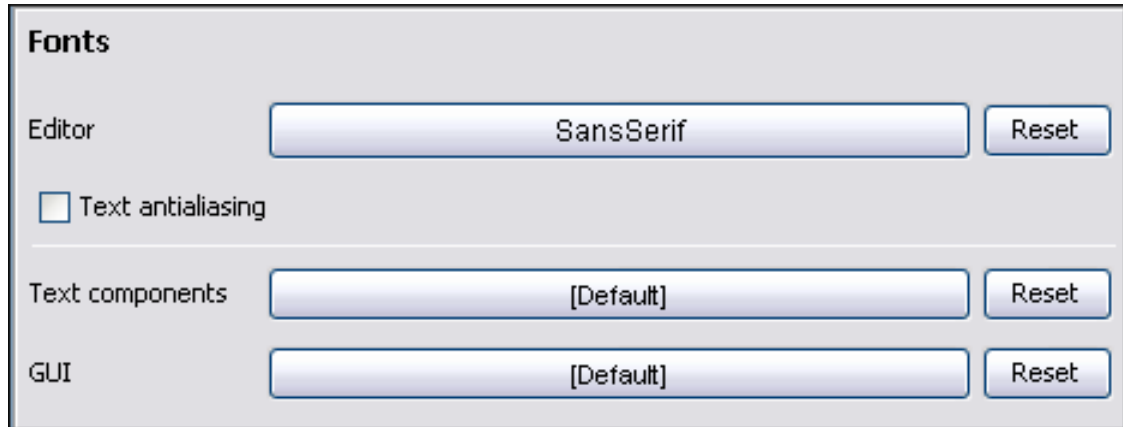 Fonts
Editor SansSerif Reset
Text antialiasing
Text components [Default] Reset
GUI [Default] Reset